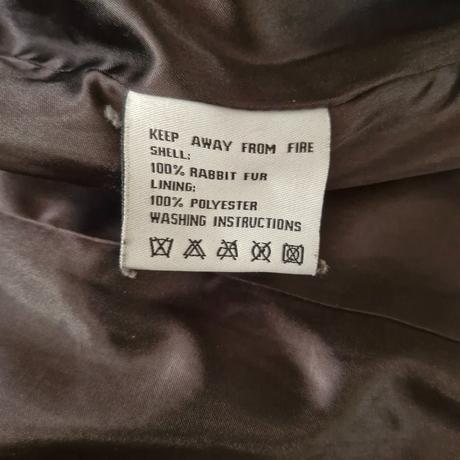 KEEP AWAY FROM FIRE
SHELL:
100% RABBIT FUR
LINING:
100% POLYESTER
WASHING INSTRUCTIONS